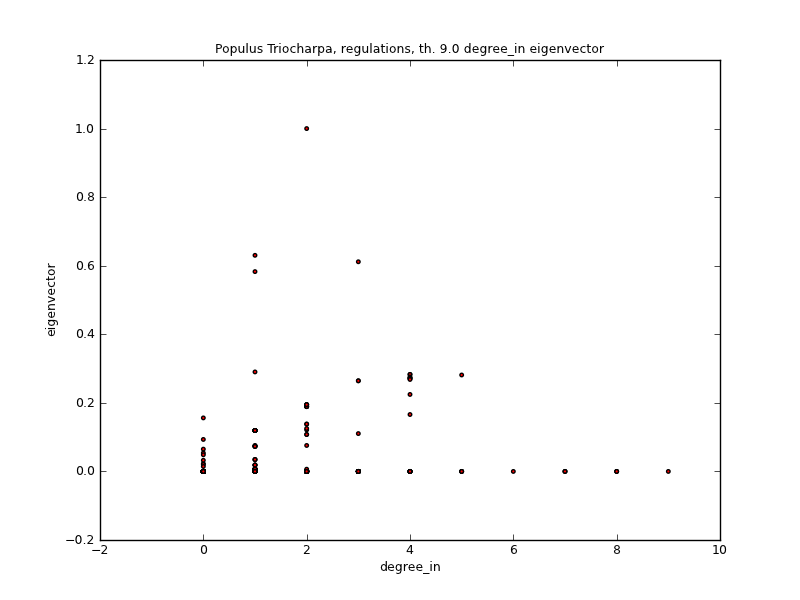 Populus Triocharpa, regulations, th. 9.0 degree_in eigenvector
1.2
1.0
0.8
0.6
0.4
0.2
0.0
−0.2
eigenvector
−2 0 2 4 6 8 10
degree_in